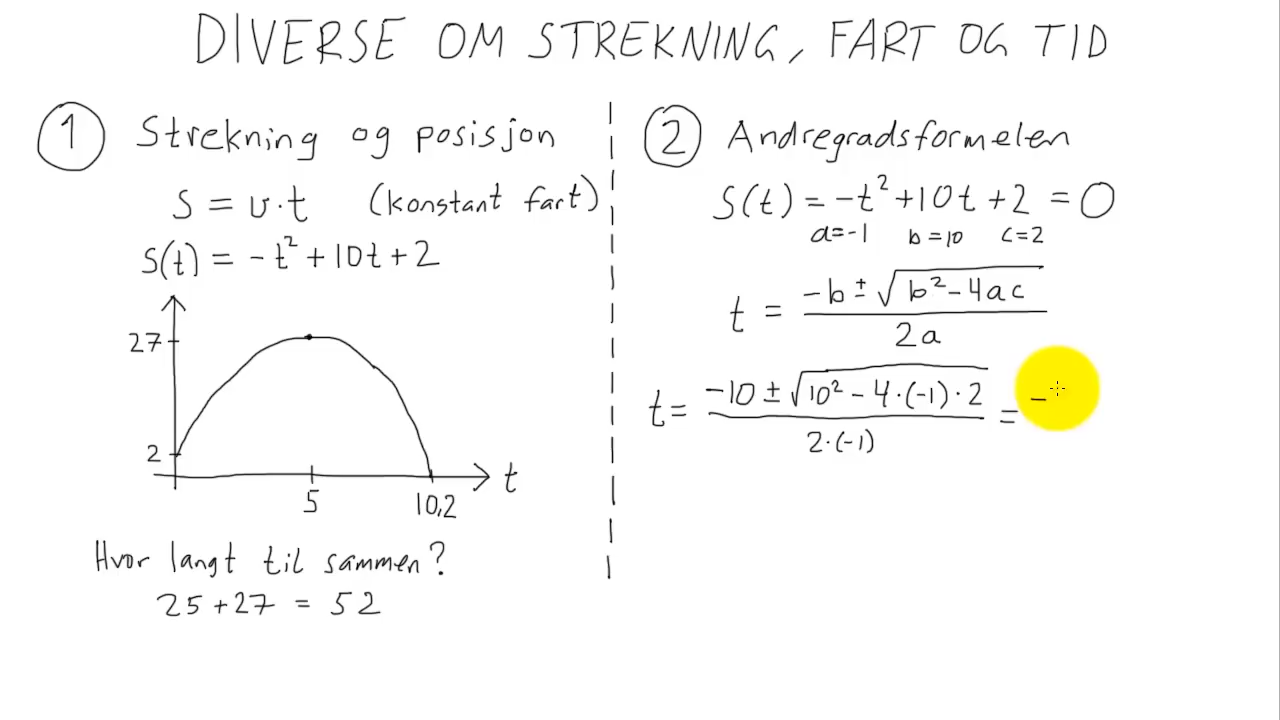 DIVERSE OM STREKNING, FART OG TID
1 Strekning og posisjon
s = v·t (konstant fart)
s(t) = -t² + 10t + 2
27
2
5
10,2
t
Hvor langt til sammen?
25 + 27 = 52
2 Andregradsformelen
S(t) = -t² + 10t + 2 = 0
a=-1 b=10 c=2
t = (-b ± √(b² - 4ac)) / 2a
t = (-10 ± √(10² - 4·(-1)·2)) / 2·(-1) = -